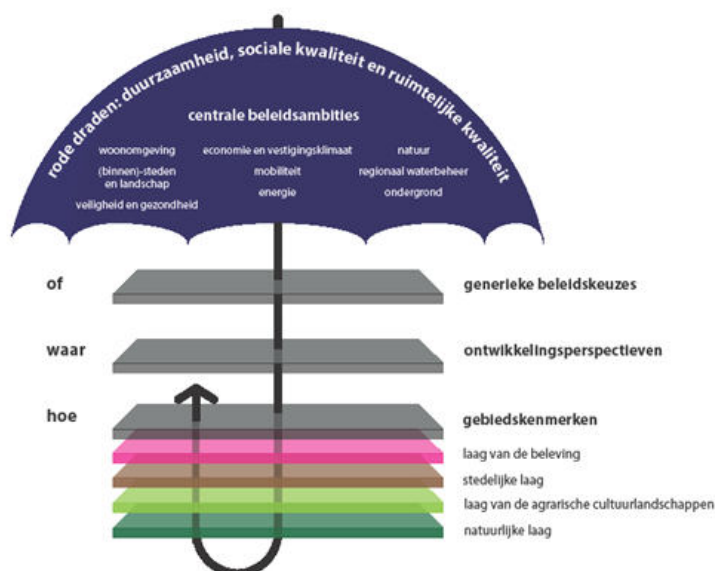 rode draden: duurzaamheid, sociale kwaliteit en ruimtelijke kwaliteit
centrale beleidsambities
woonomgeving
(binnen)-steden
en landschap
veiligheid en gezondheid
economie en vestigingsklimaat
mobiliteit
energie
natuur
regionaal waterbeheer
ondergrond
of
generieke beleidskeuzes
waar
ontwikkelingsperspectieven
hoe
gebiedskenmerken
laag van de beleving
stedelijke laag
laag van de agrarische cultuurlandschappen
natuurlijke laag